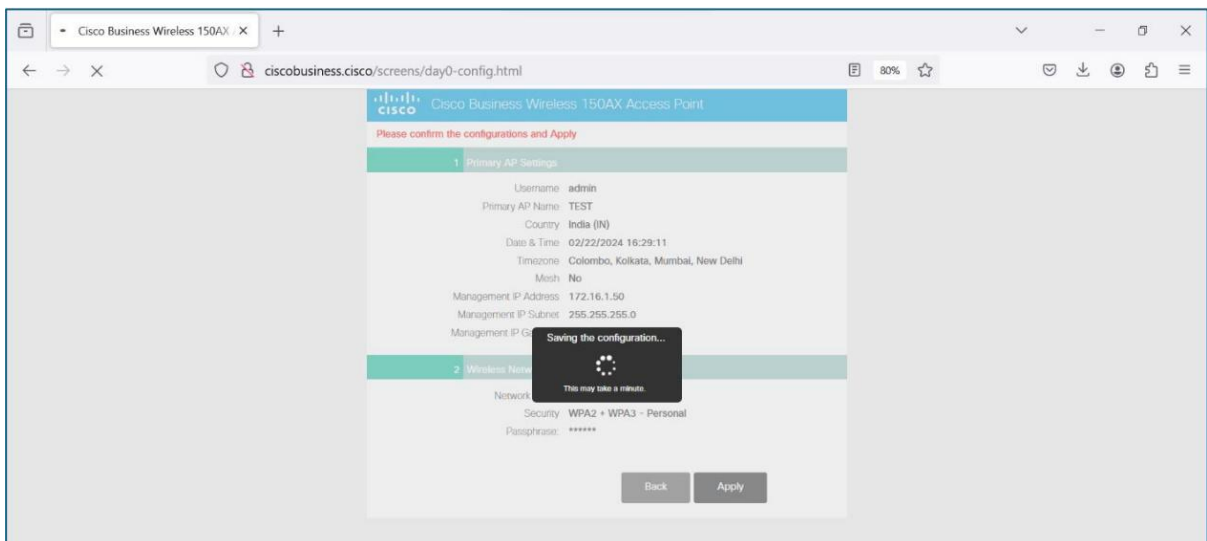 Cisco Business Wireless 150AX /
ciscobusiness.cisco/screens/day0-config.html
80%
CISCO Cisco Business Wireless 150AX Access Point
Please confirm the configurations and Apply
1 Primary AP Settings
Username admin
Primary AP Name TEST
Country India (IN)
Date & Time 02/22/2024 16:29:11
Timezone Colombo, Kolkata, Mumbai, New Delhi
Mesh No
Management IP Address 172.16.1.50
Management IP Subnet 255.255.255.0
Management IP
Saving the configuration...
This may take a minute.
2 Wireless
Network
Security WPA2 + WPA3 - Personal
Passphrase: ******
Back Apply